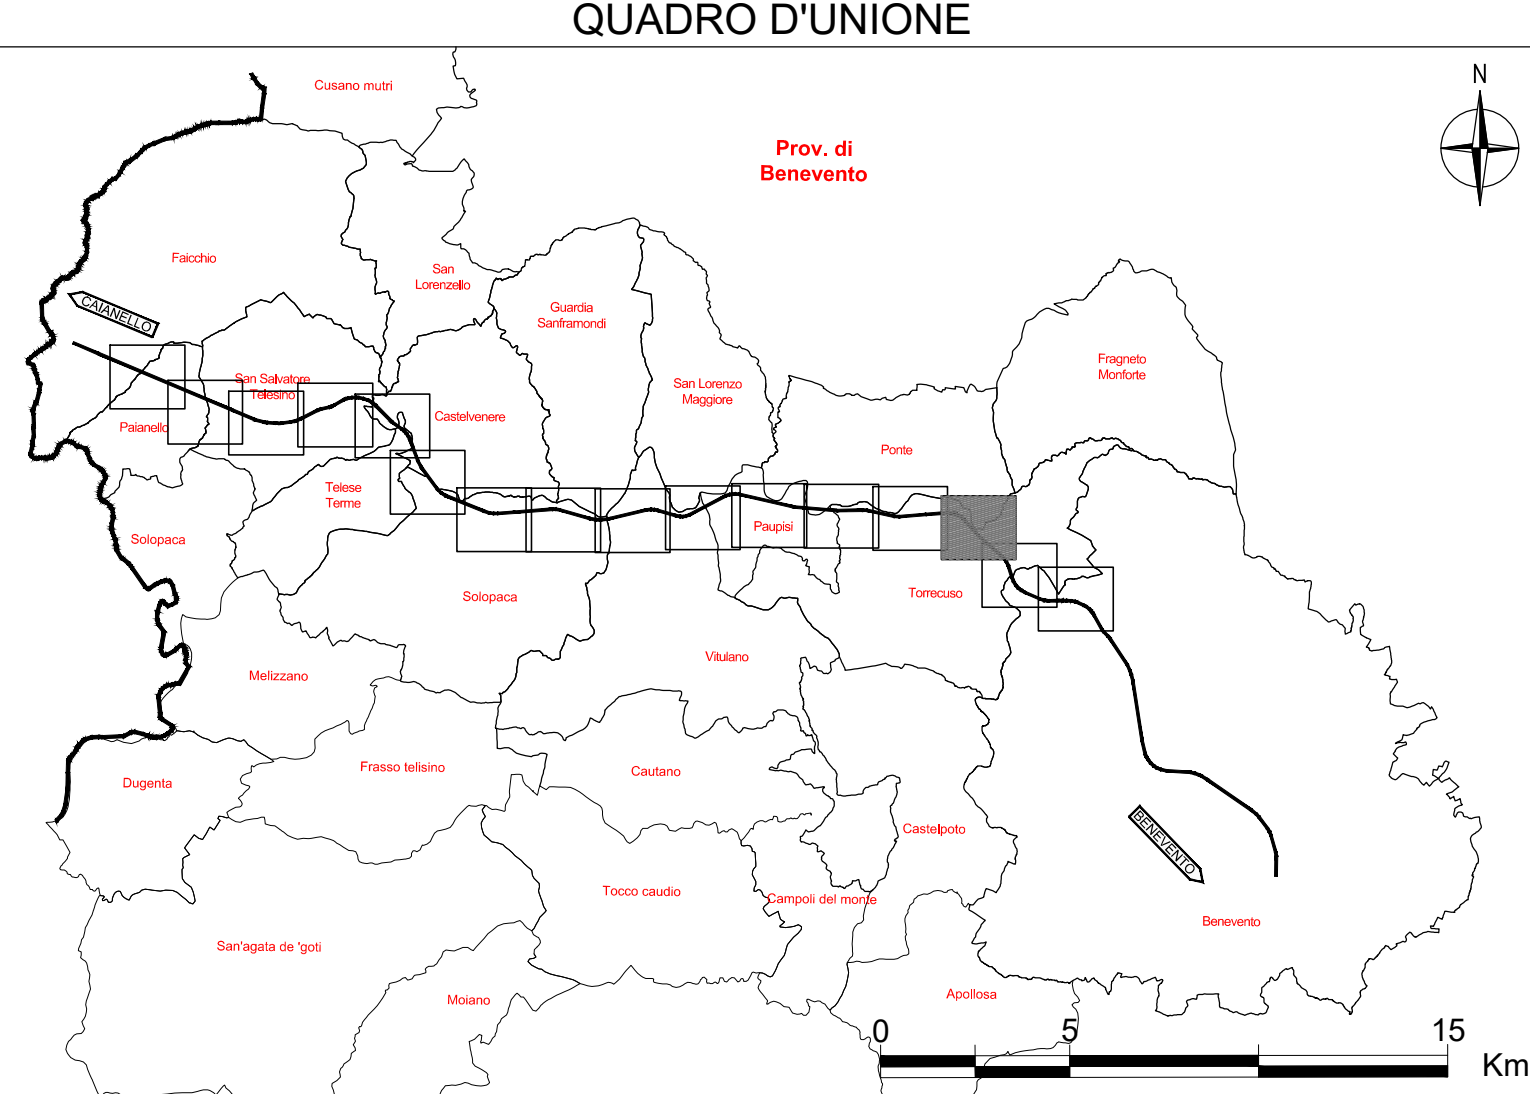 QUADRO D'UNIONE
Cusano mutri
N
Prov. di
Benevento
Faicchio
San
Lorenzello
CAIANELLO
Guardia
Sanframondi
Fragneto
Monforte
San Salvatore
Telesino
San Lorenzo
Maggiore
Paianello
Castelvenere
Ponte
Telese
Terme
Paupisi
Solopaca
Solopaca
Torrecuso
Vitulano
Melizzano
Frasso telisino
Cautano
Dugenta
BENEVENTO
Castelpoto
Tocco caudio
Campoli del monte
Benevento
San'agata de 'goti
Moiano
Apollosa
0 5 15
Km